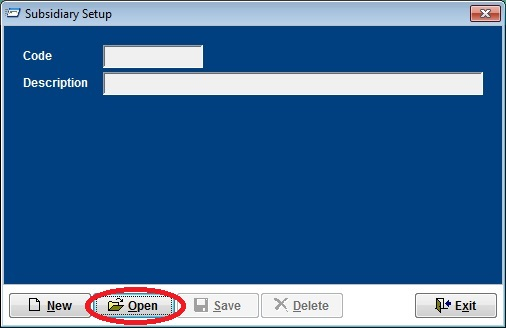 Subsidiary Setup
Code
Description
New Open Save Delete Exit